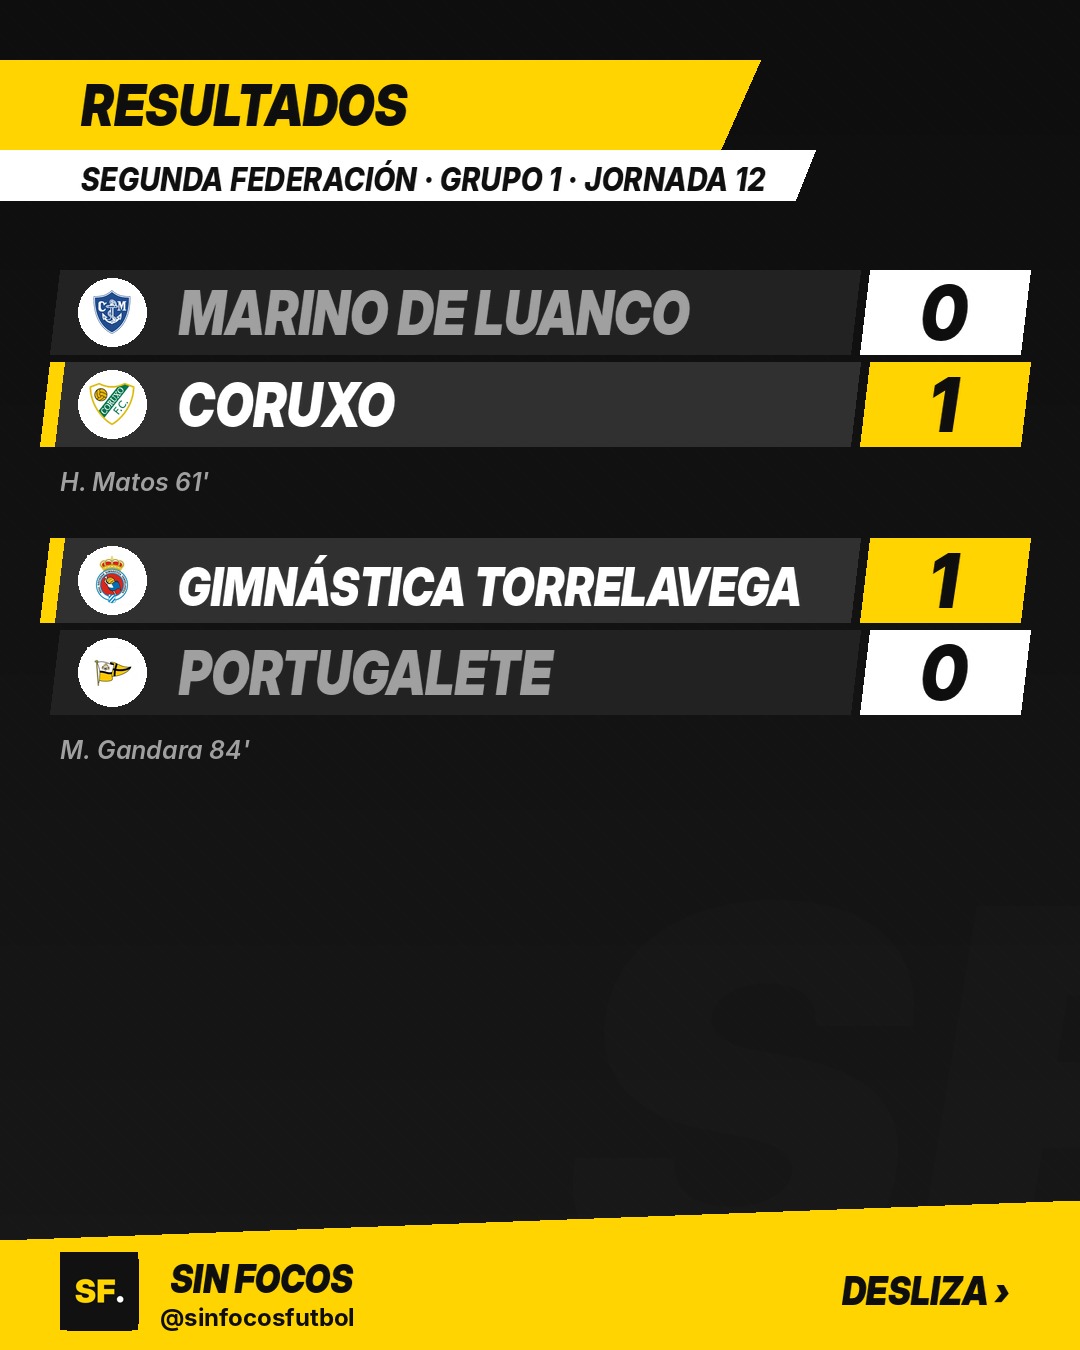 RESULTADOS
SEGUNDA FEDERACIÓN · GRUPO 1 · JORNADA 12
MARINO DE LUANCO 0
CORUXO 1
H. Matos 61'
GIMNÁSTICA TORRELAVEGA 1
PORTUGALETE 0
M. Gandara 84'
SF
SF.
SIN FOCOS
@sinfocosfutbol
DESLIZA ›